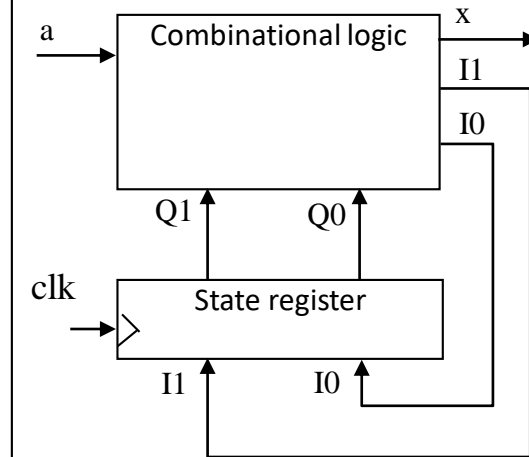 a
Combinational logic
x
I1
I0
Q1
Q0
clk
State register
I1
I0